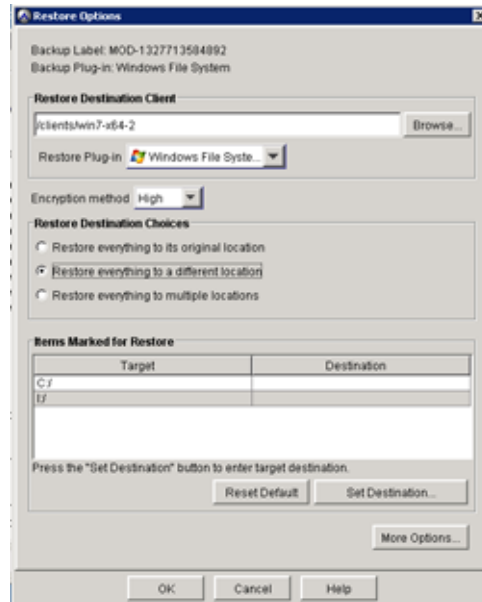 Restore Options
Backup Label: MOD-1327713584892
Backup Plug-in: Windows File System
Restore Destination Client
/clients/win7-x64-2
Browse...
Restore Plug-in Windows File Syste...
Encryption method High
Restore Destination Choices
Restore everything to its original location
Restore everything to a different location
Restore everything to multiple locations
Items Marked for Restore
Target Destination
C:/
I:/
Press the "Set Destination" button to enter target destination.
Reset Default Set Destination...
More Options...
OK Cancel Help